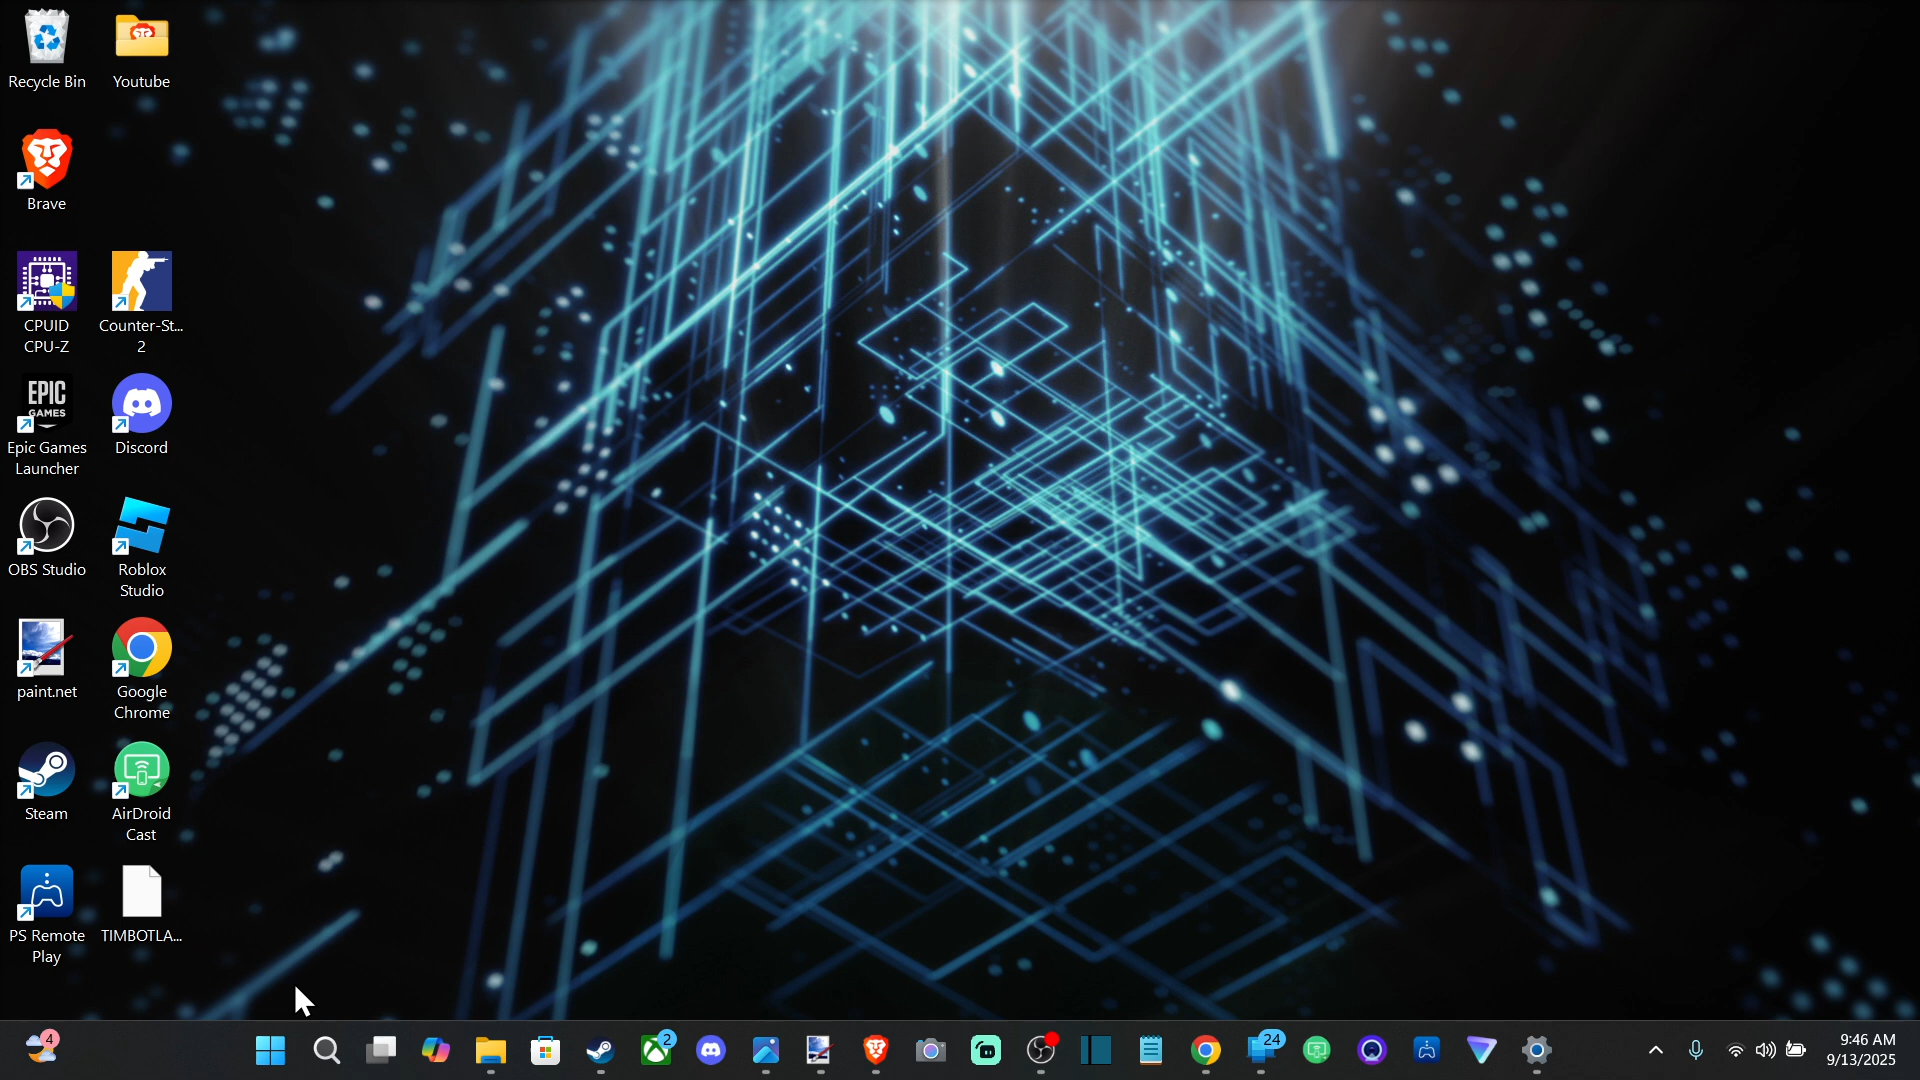 Recycle Bin
Youtube
Brave
CPUID
CPU-Z
Counter-St...
2
EPIC
GAMES
Epic Games
Launcher
Discord
OBS Studio
Roblox
Studio
paint.net
Google
Chrome
Steam
AirDroid
Cast
PS Remote
Play
TIMBOTLA...
4
2
24
9:46 AM
9/13/2025